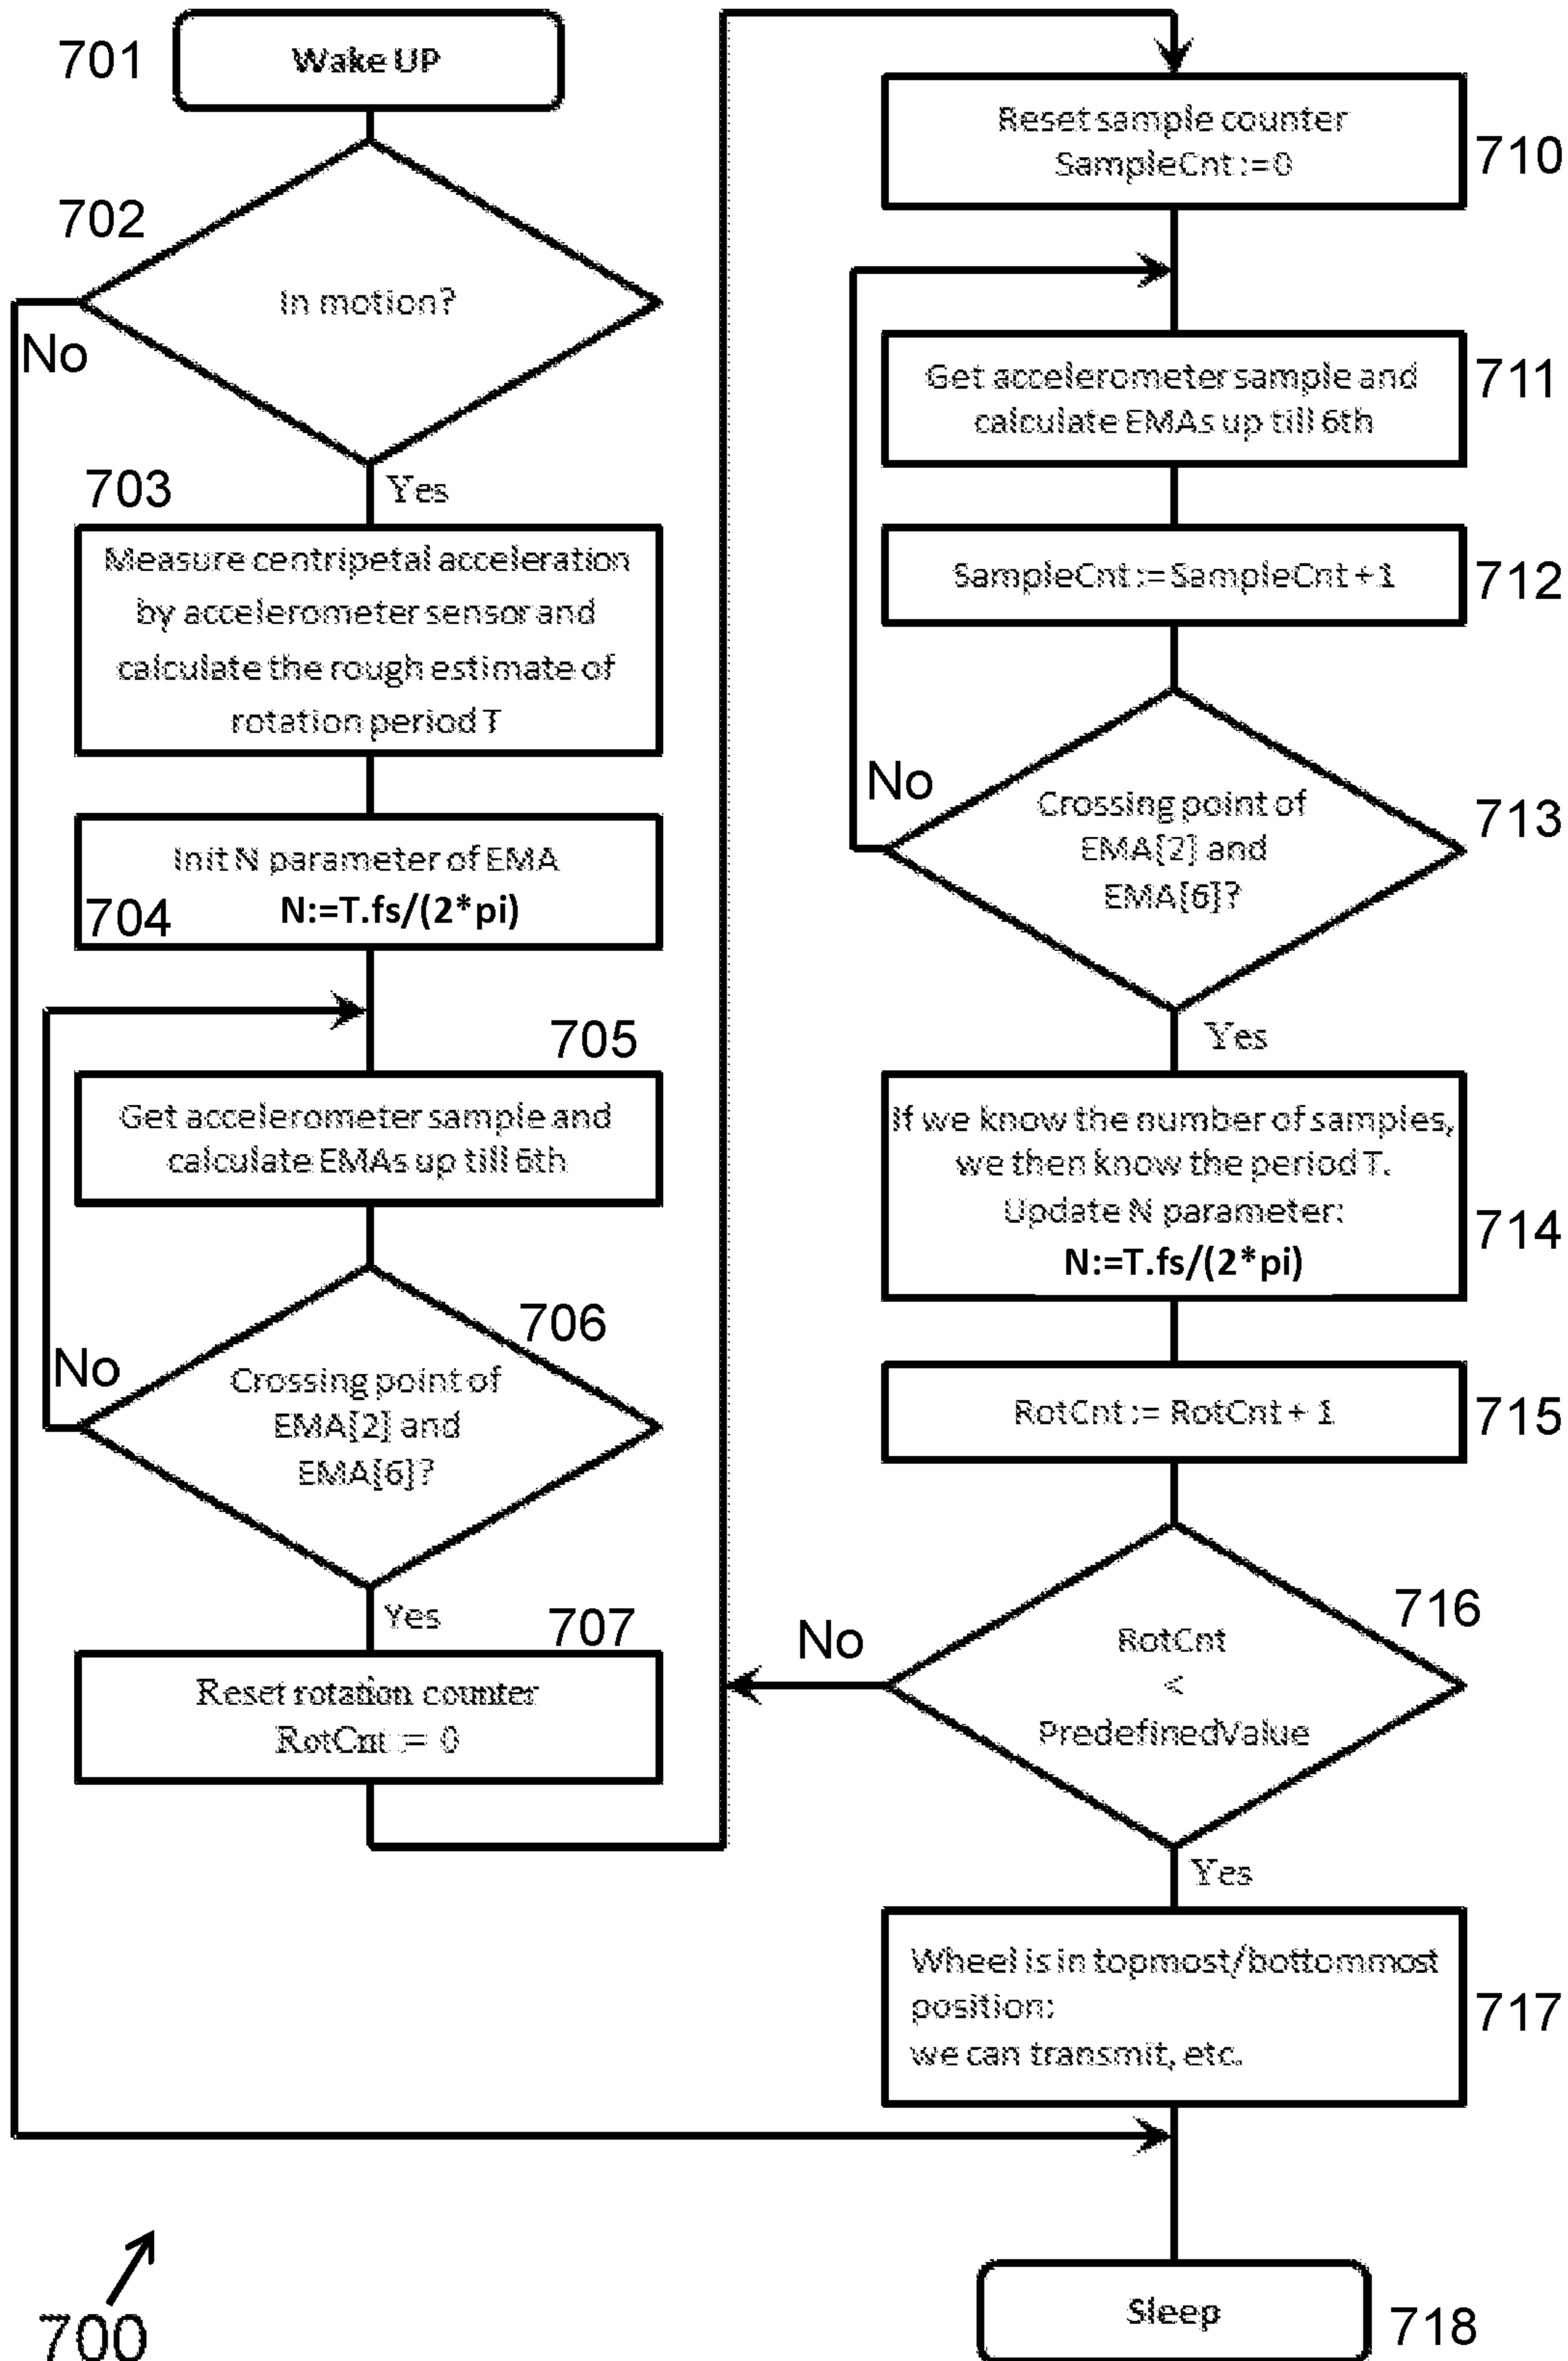 701
Wake UP
702
In motion?
No
Yes
703
Measure centripetal acceleration
by accelerometer sensor and
calculate the rough estimate of
rotation period T
Init N parameter of EMA
704
N:=T.fs/(2*pi)
705
Get accelerometer sample and
calculate EMAs up till 6th
706
No
Crossing point of
EMA[2] and
EMA[6]?
Yes
707
Reset rotation counter
RotCnt := 0
Reset sample counter
SampleCnt := 0
710
Get accelerometer sample and
calculate EMAs up till 6th
711
SampleCnt := SampleCnt + 1
712
No
Crossing point of
EMA[2] and
EMA[6]?
713
Yes
If we know the number of samples,
we then know the period T.
Update N parameter:
N:=T.fs/(2*pi)
714
RotCnt := RotCnt + 1
715
716
No
RotCnt
<
PredefinedValue
Yes
Wheel is in topmost/bottommost
position:
we can transmit, etc.
717
Sleep
718
700